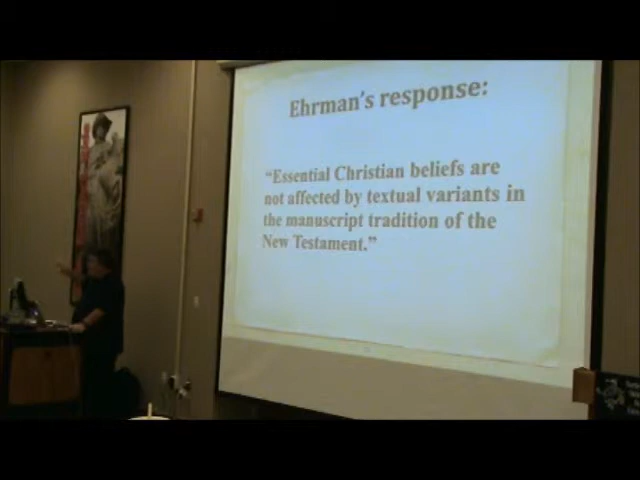 Ehrman's response:
“Essential Christian beliefs are
not affected by textual variants in
the manuscript tradition of the
New Testament.”